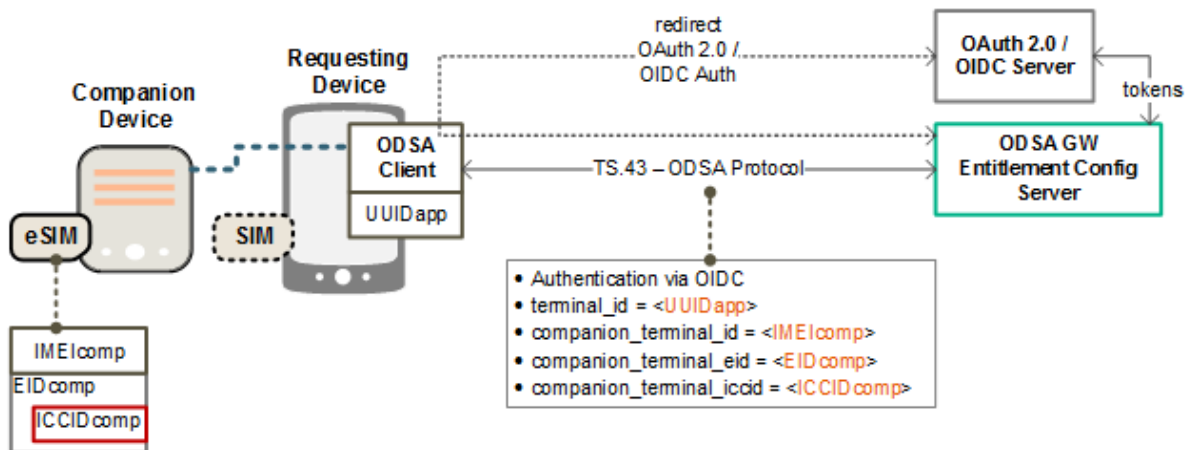 redirect
OAuth 2.0 /
OIDC Auth
OAuth 2.0 /
OIDC Server
tokens
Requesting
Device
Companion
Device
ODSA
Client
UUIDapp
TS.43 – ODSA Protocol
ODSA GW
Entitlement Config
Server
eSIM
SIM
• Authentication via OIDC
• terminal_id = <UUIDapp>
• companion_terminal_id = <IMEIcomp>
• companion_terminal_eid = <EIDcomp>
• companion_terminal_iccid = <ICCIDcomp>
IMEIcomp
EIDcomp
ICCIDcomp